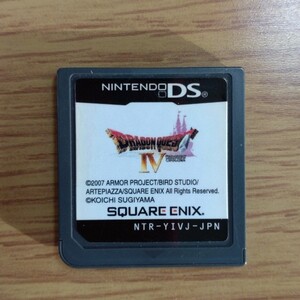 NINTENDO DS
DRAGON QUEST
IV
©2007 ARMOR PROJECT/BIRD STUDIO/
ARTEPIAZZA/SQUARE ENIX All Rights Reserved.
©KOICHI SUGIYAMA
SQUARE ENIX.
NTR-YIVJ-JPN